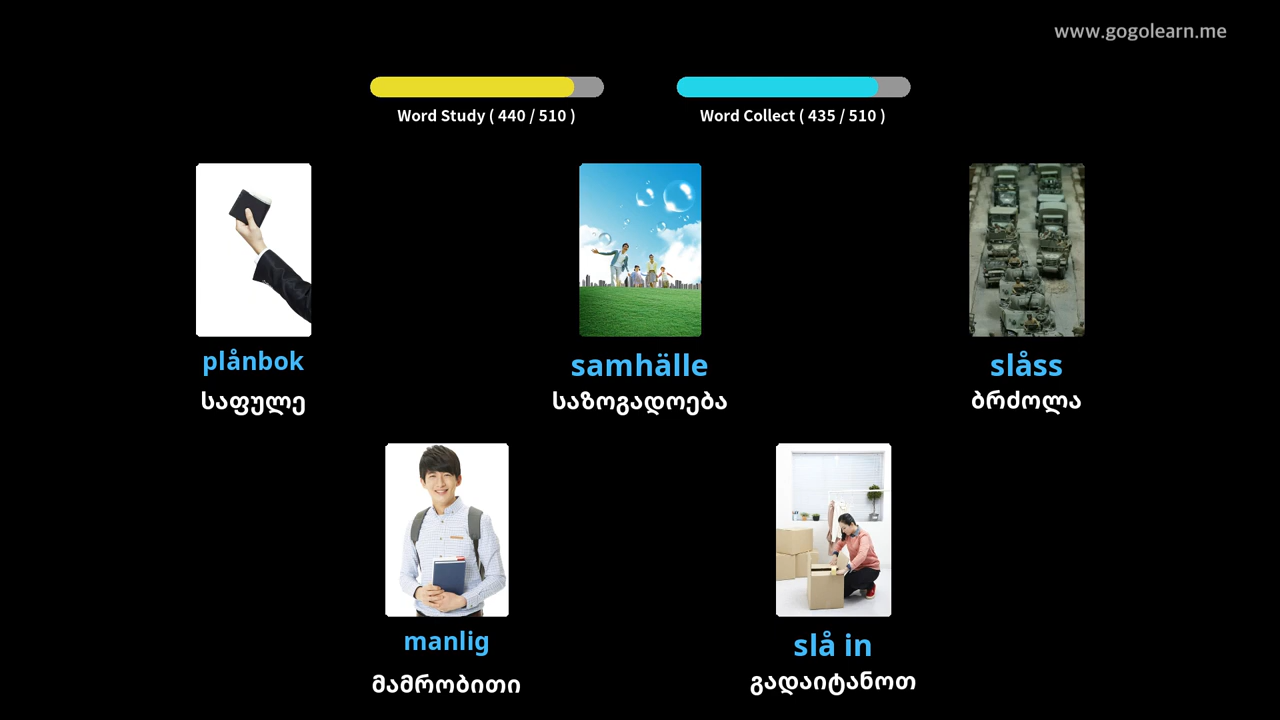 www.gogolearn.me
Word Study ( 440 / 510 )
Word Collect ( 435 / 510 )
plånbok
საფულე
samhälle
საზოგადოება
slåss
ბრძოლა
manlig
მამრობითი
slå in
გადაიტანოთ